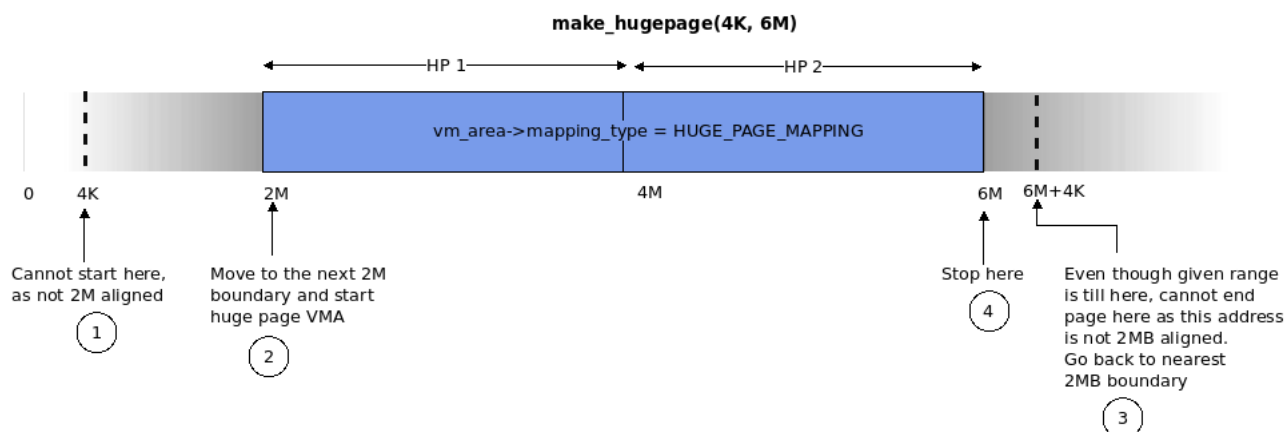 make_hugepage(4K, 6M)
HP 1
HP 2
vm_area->mapping_type = HUGE_PAGE_MAPPING
0
4K
2M
4M
6M
6M+4K
Cannot start here,
as not 2M aligned
1
Move to the next 2M
boundary and start
huge page VMA
2
Stop here
4
Even though given range
is till here, cannot end
page here as this address
is not 2MB aligned.
Go back to nearest
2MB boundary
3